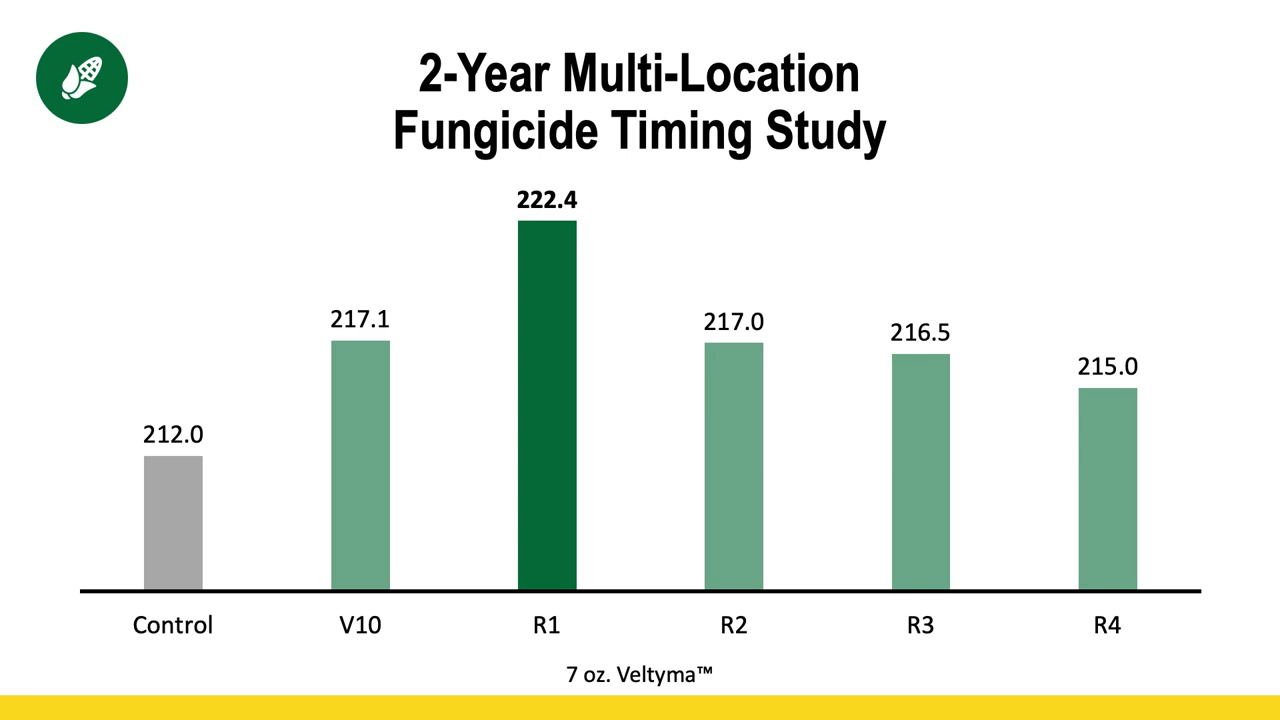 2-Year Multi-Location
Fungicide Timing Study
222.4
217.1
217.0
216.5
215.0
212.0
Control
V10
R1
R2
R3
R4
7 oz. Veltyma™